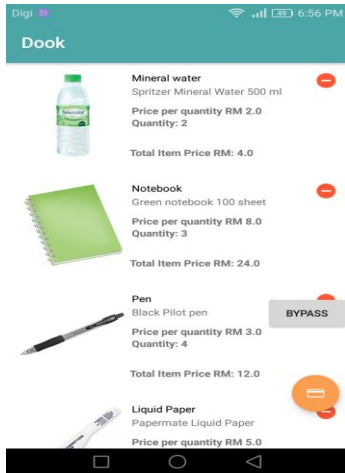 Digi 49 6:56 PM
Dook
Mineral water
Spritzer Mineral Water 500 ml
Price per quantity RM 2.0
Quantity: 2
Total Item Price RM: 4.0
Notebook
Green notebook 100 sheet
Price per quantity RM 8.0
Quantity: 3
Total Item Price RM: 24.0
Pen
Black Pilot pen
Price per quantity RM 3.0
Quantity: 4
BYPASS
Total Item Price RM: 12.0
Liquid Paper
Papermate Liquid Paper
Price per quantity RM 5.0